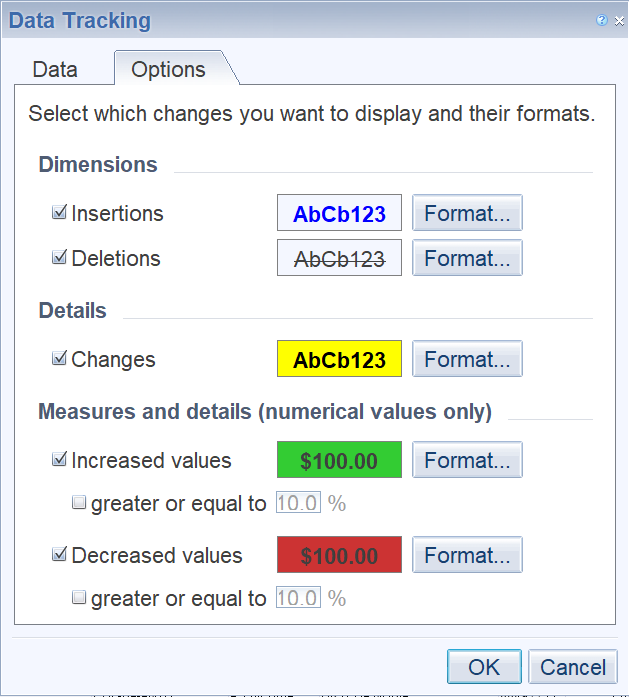 Data Tracking
Data Options
Select which changes you want to display and their formats.
Dimensions
Insertions AbCb123 Format...
Deletions AbCb123 Format...
Details
Changes AbCb123 Format...
Measures and details (numerical values only)
Increased values $100.00 Format...
greater or equal to 10.0 %
Decreased values $100.00 Format...
greater or equal to 10.0 %
OK Cancel